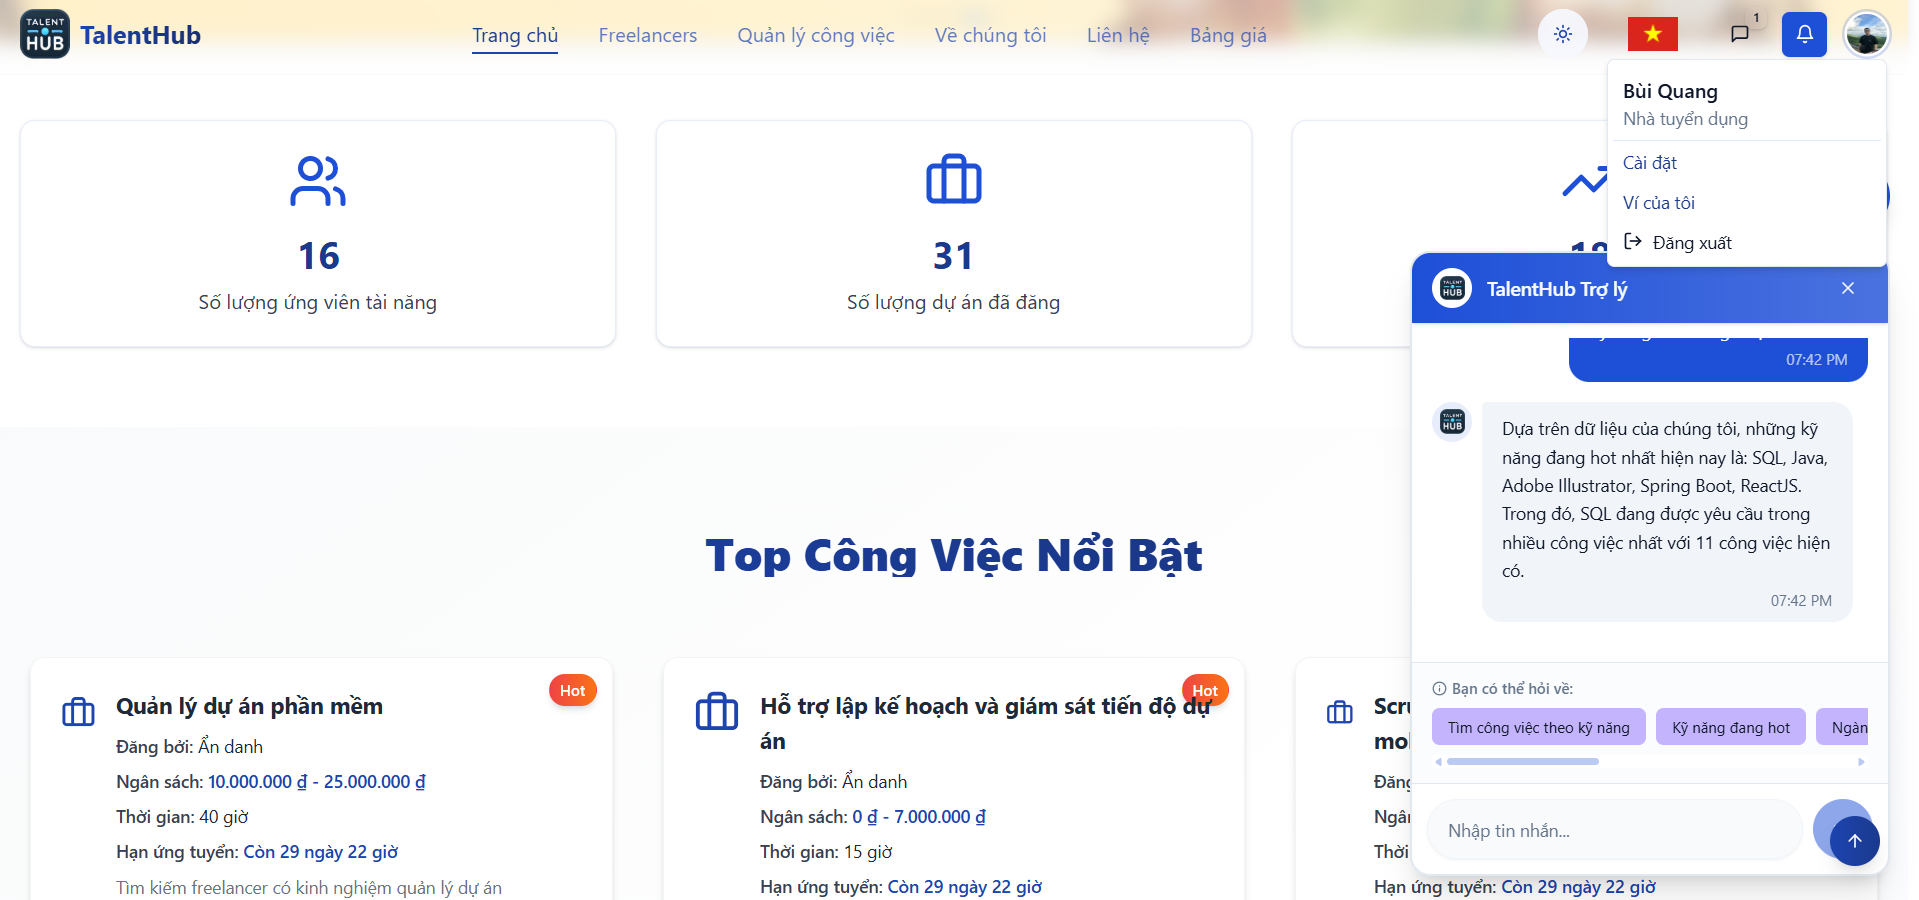 TALENT
HUB
TalentHub
Trang chủ
Freelancers
Quản lý công việc
Về chúng tôi
Liên hệ
Bảng giá
1
Bùi Quang
Nhà tuyển dụng
Cài đặt
Ví của tôi
Đăng xuất
16
Số lượng ứng viên tài năng
31
Số lượng dự án đã đăng
TALENT
HUB
TalentHub Trợ lý
07:42 PM
TALENT
HUB
Dựa trên dữ liệu của chúng tôi, những kỹ
năng đang hot nhất hiện nay là: SQL, Java,
Adobe Illustrator, Spring Boot, ReactJS.
Trong đó, SQL đang được yêu cầu trong
nhiều công việc nhất với 11 công việc hiện
có.
07:42 PM
Bạn có thể hỏi về:
Tìm công việc theo kỹ năng
Kỹ năng đang hot
Ngàn
Nhập tin nhắn...
Top Công Việc Nổi Bật
Hot
Quản lý dự án phần mềm
Đăng bởi: Ẩn danh
Ngân sách: 10.000.000 ₫ - 25.000.000 ₫
Thời gian: 40 giờ
Hạn ứng tuyển: Còn 29 ngày 22 giờ
Tìm kiếm freelancer có kinh nghiệm quản lý dự án
Hot
Hỗ trợ lập kế hoạch và giám sát tiến độ dự
án
Đăng bởi: Ẩn danh
Ngân sách: 0 ₫ - 7.000.000 ₫
Thời gian: 15 giờ
Hạn ứng tuyển: Còn 29 ngày 22 giờ
Thời
Hạn ứng tuyển: Còn 29 ngày 22 giờ